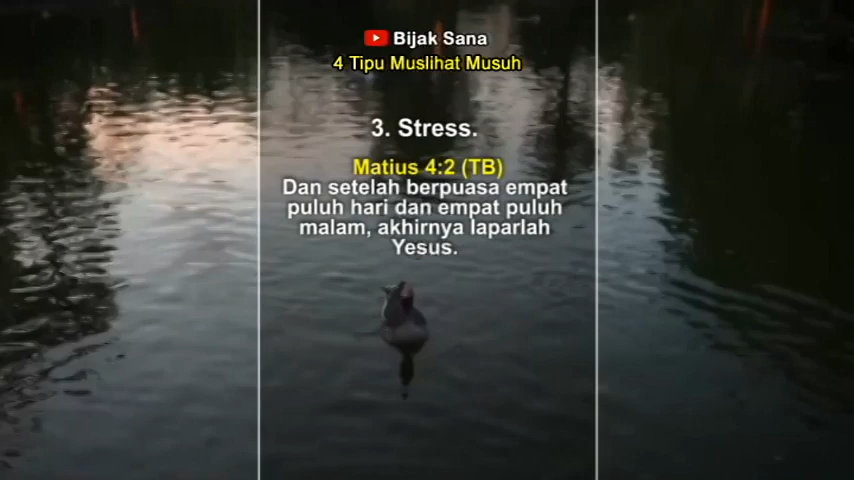 Bijak Sana
4 Tipu Muslihat Musuh
3. Stress.
Matius 4:2 (TB)
Dan setelah berpuasa empat
puluh hari dan empat puluh
malam, akhirnya laparlah
Yesus.